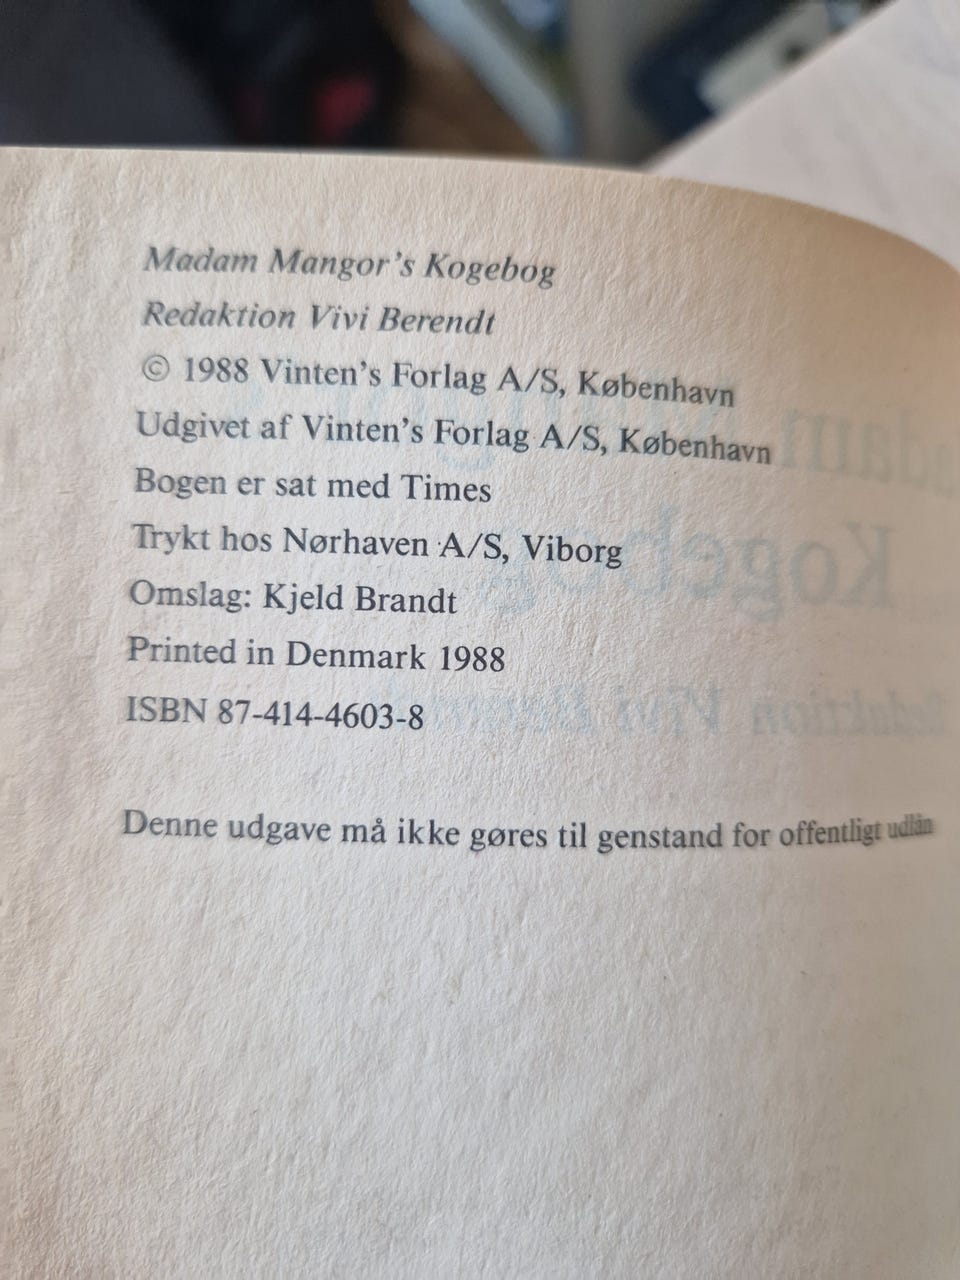 Madam Mangor's Kogebog
Redaktion Vivi Berendt
© 1988 Vinten's Forlag A/S, København
Udgivet af Vinten's Forlag A/S, København
Bogen er sat med Times
Trykt hos Nørhaven A/S, Viborg
Omslag: Kjeld Brandt
Printed in Denmark 1988
ISBN 87-414-4603-8
Denne udgave må ikke gøres til genstand for offentligt udlån